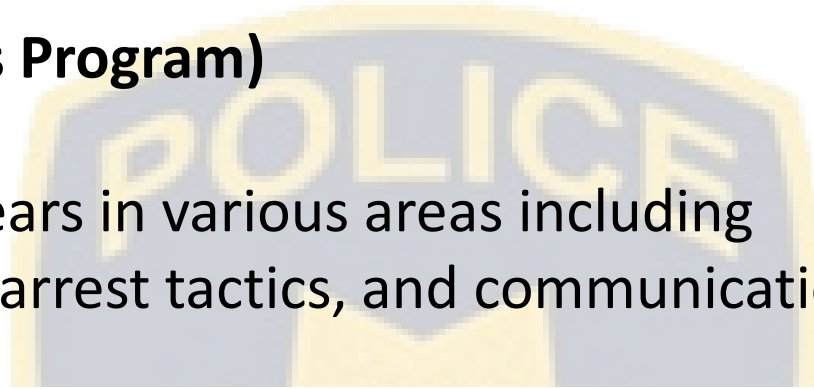 s Program)
POLICE
ears in various areas including
arrest tactics, and communicati